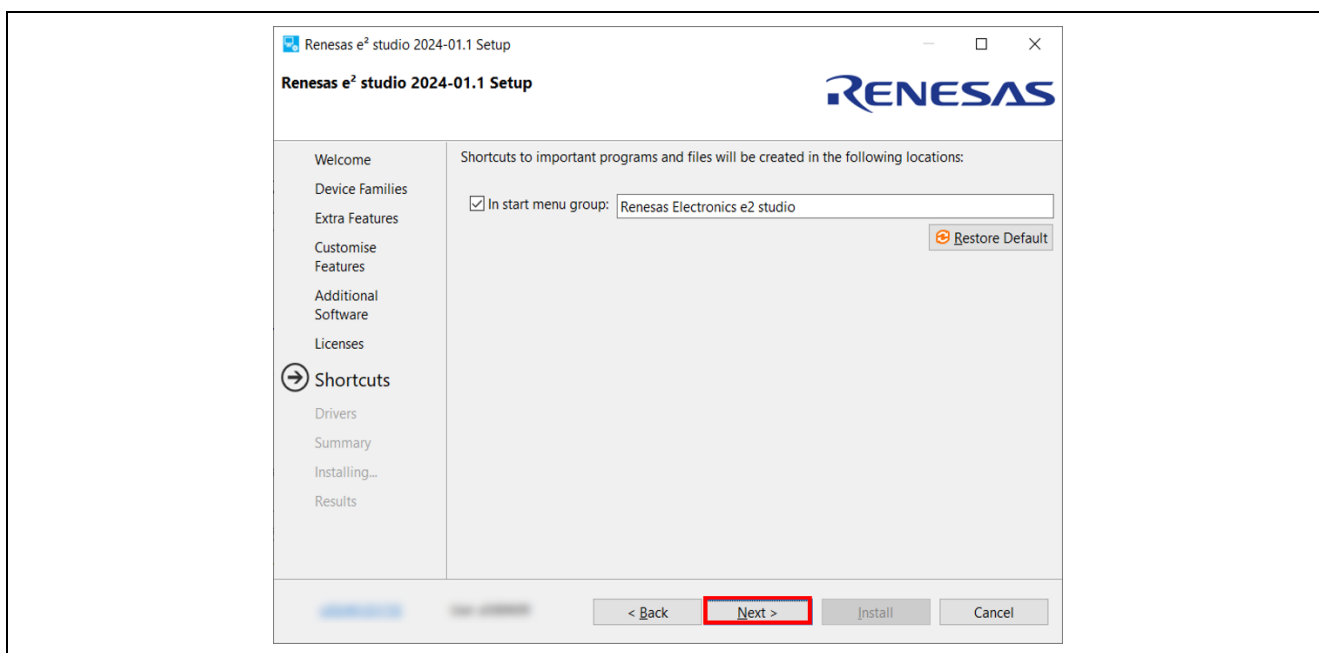 Renesas e² studio 2024-01.1 Setup
Renesas e² studio 2024-01.1 Setup
RENESAS
Welcome
Device Families
Extra Features
Customise
Features
Additional
Software
Licenses
Shortcuts
Drivers
Summary
Installing...
Results
Shortcuts to important programs and files will be created in the following locations:
In start menu group: Renesas Electronics e2 studio
Restore Default
< Back Next > Install Cancel